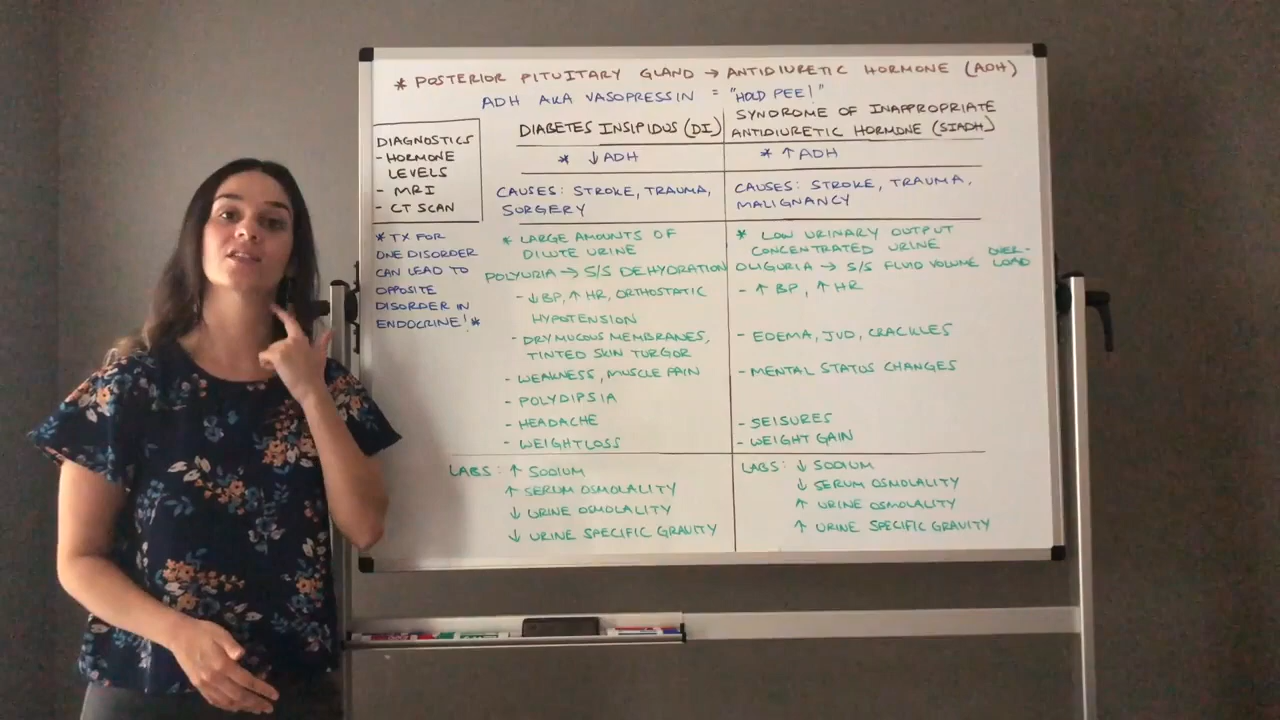 * POSTERIOR PITUITARY GLAND → ANTIDIURETIC HORMONE (ADH)
ADH AKA VASOPRESSIN = "HOLD PEE!"
DIAGNOSTICS
- HORMONE
LEVELS
- MRI
- CT SCAN
* TX FOR
ONE DISORDER
CAN LEAD TO
OPPOSITE
DISORDER IN
ENDOCRINE! *
DIABETES INSIPIDUS (DI)
* ↓ ADH
CAUSES: STROKE, TRAUMA,
SURGERY
* LARGE AMOUNTS OF
DILUTE URINE
POLYURIA → S/S DEHYDRATION
- ↓BP, ↑ HR, ORTHOSTATIC
HYPOTENSION
- DRY MUCOUS MEMBRANES,
TINTED SKIN TURGOR
- WEAKNESS, MUSCLE PAIN
- POLYDIPSIA
- HEADACHE
- WEIGHTLOSS
LABS: ↑ SODIUM
↑ SERUM OSMOLALITY
↓ URINE OSMOLALITY
↓ URINE SPECIFIC GRAVITY
SYNDROME OF INAPPROPRIATE
ANTIDIURETIC HORMONE (SIADH)
* ↑ ADH
CAUSES: STROKE, TRAUMA,
MALIGNANCY
* LOW URINARY OUTPUT
CONCENTRATED URINE
OLIGURIA → S/S FLUID VOLUME OVER-
LOAD
- ↑ BP, ↑ HR
- EDEMA, JVD, CRACKLES
- MENTAL STATUS CHANGES
- SEISURES
- WEIGHT GAIN
LABS: ↓ SODIUM
↓ SERUM OSMOLALITY
↑ URINE OSMOLALITY
↑ URINE SPECIFIC GRAVITY